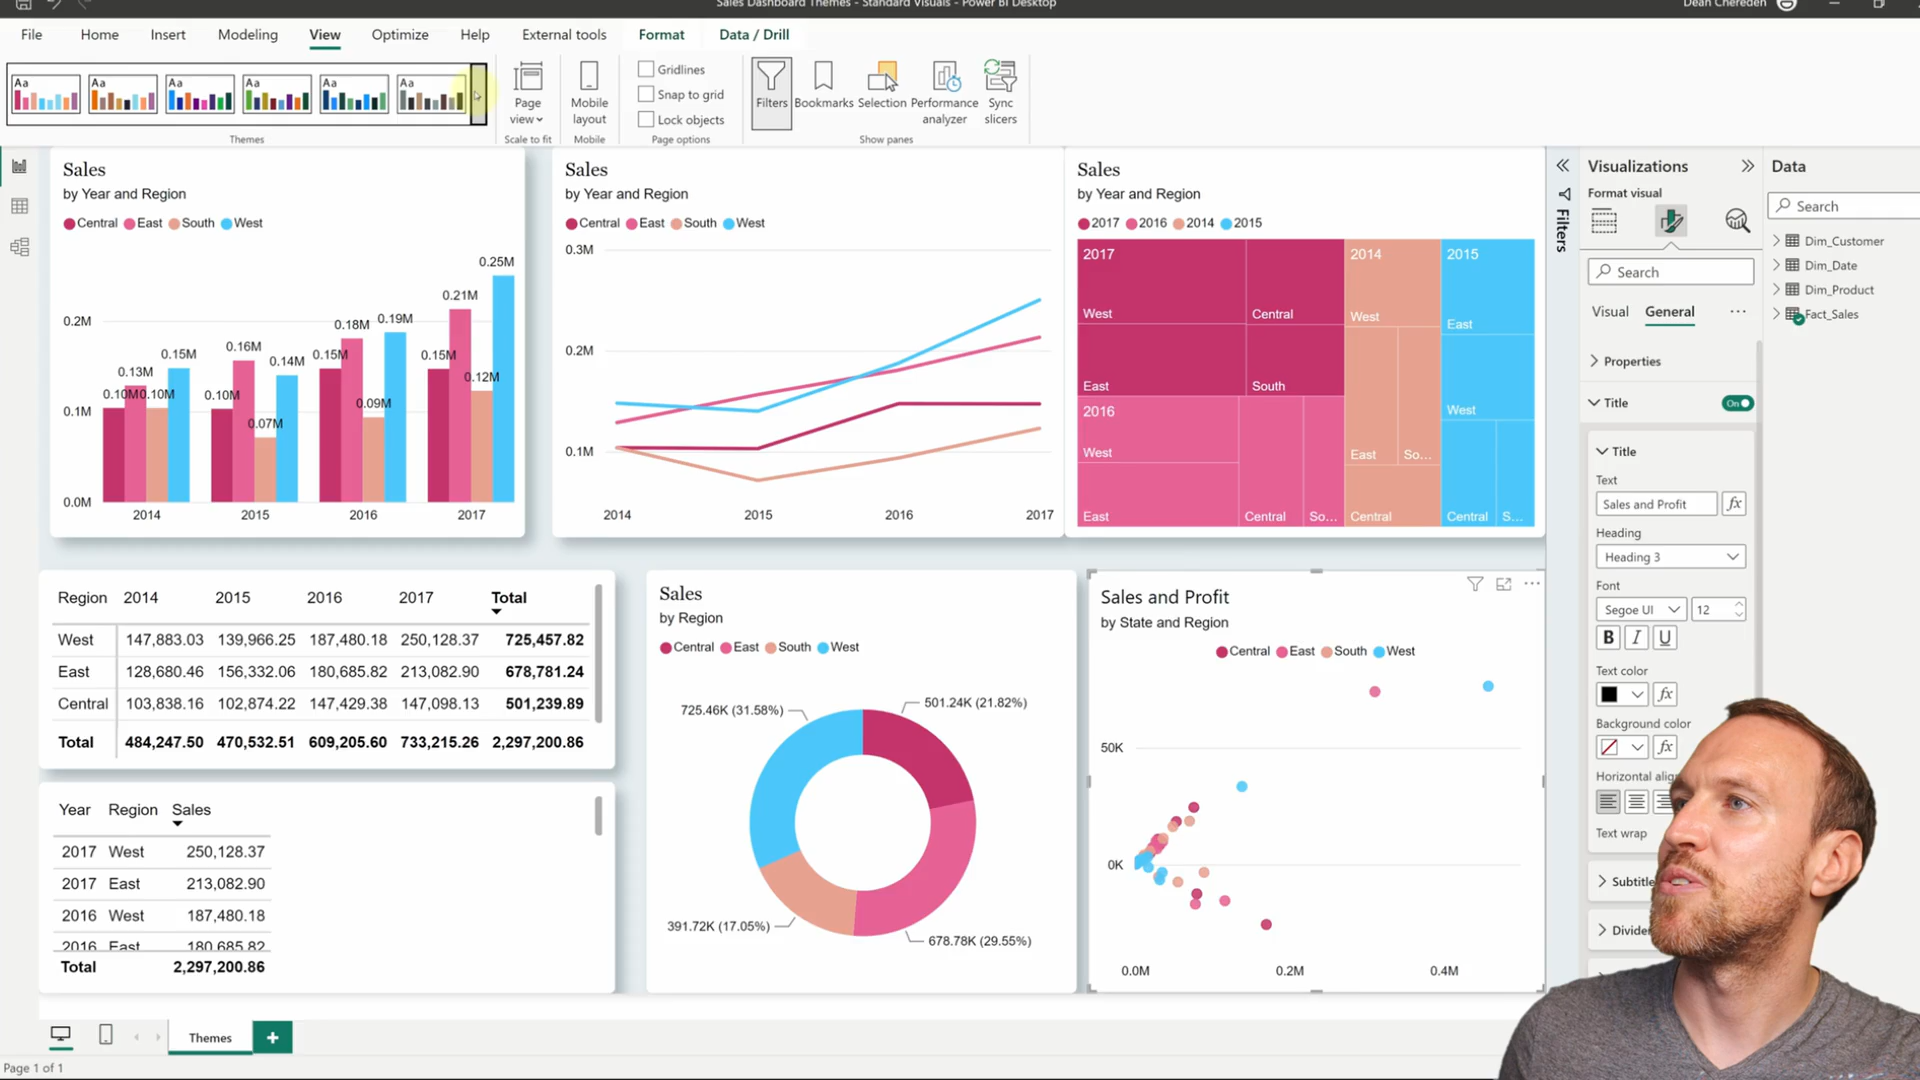 Sales Dashboard Themes - Standard Visuals - Power BI Desktop
Dean Chereden
File Home Insert Modeling View Optimize Help External tools Format Data / Drill
Aa Aa Aa Aa Aa Aa
Page view
Mobile layout
Gridlines
Snap to grid
Lock objects
Filters
Bookmarks
Selection
Performance analyzer
Sync slicers
Themes Scale to fit Mobile Page options Show panes
Sales
by Year and Region
Central East South West
0.2M
0.1M
0.0M
0.10M 0.13M 0.10M 0.15M
0.10M 0.16M 0.07M 0.14M
0.15M 0.18M 0.09M 0.19M
0.15M 0.21M 0.12M 0.25M
2014 2015 2016 2017
Sales
by Year and Region
Central East South West
0.3M
0.2M
0.1M
2014 2015 2016 2017
Sales
by Year and Region
2017 2016 2014 2015
2017
West
Central
East
South
2016
West
East
Central
So...
2014
West
East
So...
Central
2015
East
West
Central
S...
Region 2014 2015 2016 2017 Total
West 147,883.03 139,966.25 187,480.18 250,128.37 725,457.82
East 128,680.46 156,332.06 180,685.82 213,082.90 678,781.24
Central 103,838.16 102,874.22 147,429.38 147,098.13 501,239.89
Total 484,247.50 470,532.51 609,205.60 733,215.26 2,297,200.86
Year Region Sales
2017 West 250,128.37
2017 East 213,082.90
2016 West 187,480.18
2016 East 180,685.82
Total 2,297,200.86
Sales
by Region
Central East South West
725.46K (31.58%)
501.24K (21.82%)
391.72K (17.05%)
678.78K (29.55%)
Sales and Profit
by State and Region
Central East South West
50K
0K
0.0M 0.2M 0.4M
Filters
Visualizations
Format visual
Search
Visual General
Properties
Title
On
Title
Text
Sales and Profit
fx
Heading
Heading 3
Font
Segoe UI 12
B I U
Text color
fx
Background color
fx
Horizontal alig
Text wrap
Subtitle
Divider
Data
Search
Dim_Customer
Dim_Date
Dim_Product
Fact_Sales
Themes
Page 1 of 1